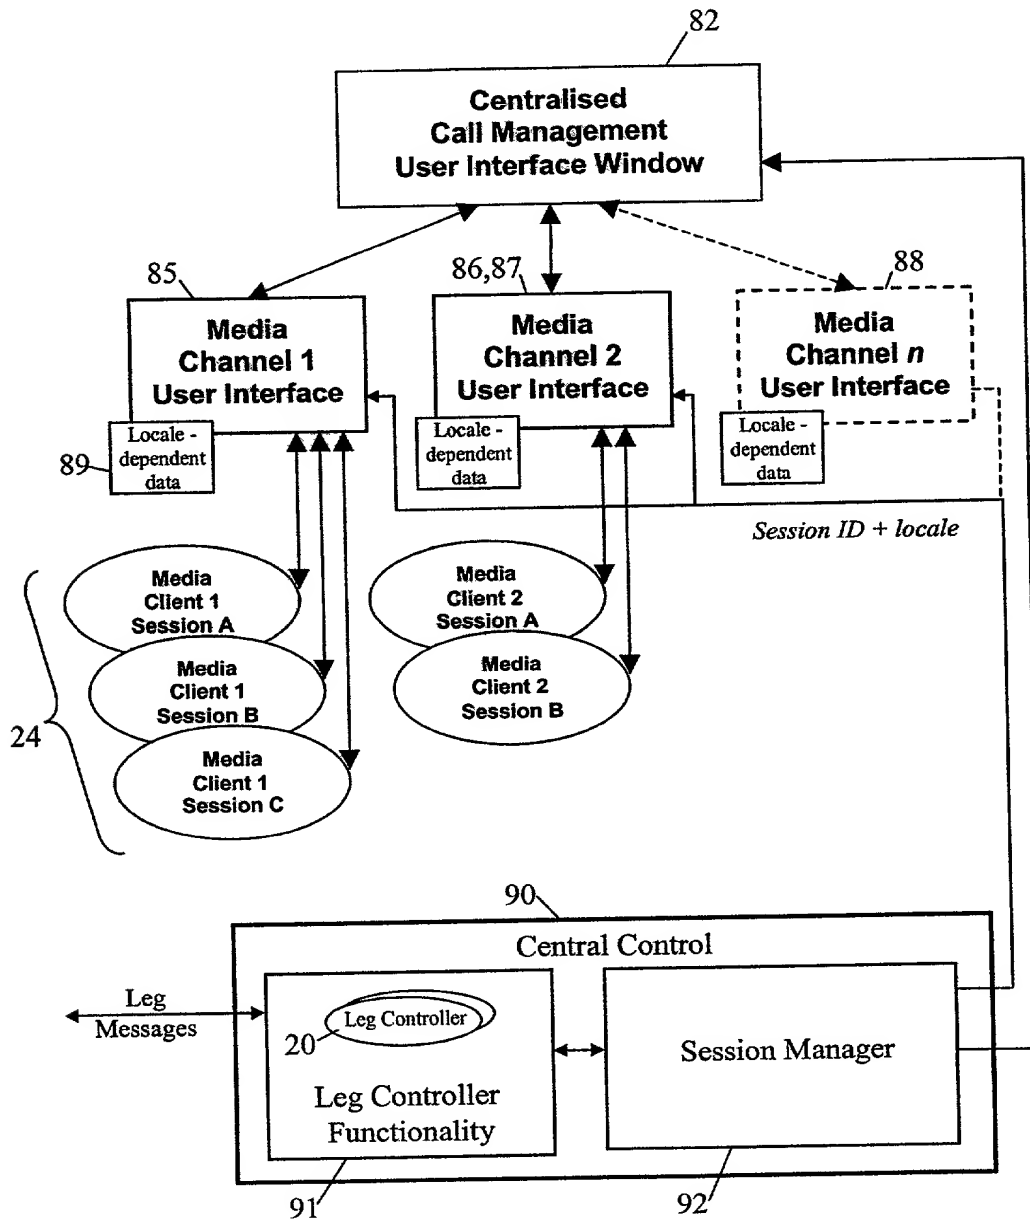 82
Centralised
Call Management
User Interface Window
85
86,87
88
Media
Channel 1
User Interface
Media
Channel 2
User Interface
Media
Channel n
User Interface
89
Locale -
dependent
data
Locale -
dependent
data
Locale -
dependent
data
Session ID + locale
24
Media
Client 1
Session A
Media
Client 1
Session B
Media
Client 1
Session C
Media
Client 2
Session A
Media
Client 2
Session B
90
Central Control
Leg
Messages
20
Leg Controller
Leg Controller
Functionality
Session Manager
91
92